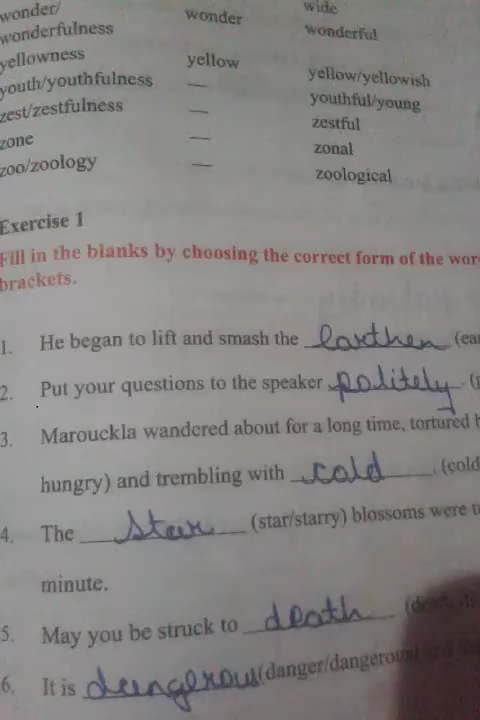 wonder/ wonder wide
wonderfulness wonderful
yellowness yellow yellow/yellowish
youth/youthfulness — youthful/young
zest/zestfulness — zestful
zone — zonal
zoo/zoology — zoological
Exercise 1
Fill in the blanks by choosing the correct form of the
brackets.
1. He began to lift and smash the earthen
2. Put your questions to the speaker politely.
3. Marouckla wandered about for a long time, tortured
hungry) and trembling with cold. (cold
4. The star (star/starry) blossoms were
minute.
5. May you be struck to death
6. It is dungerous (danger/dangerous)